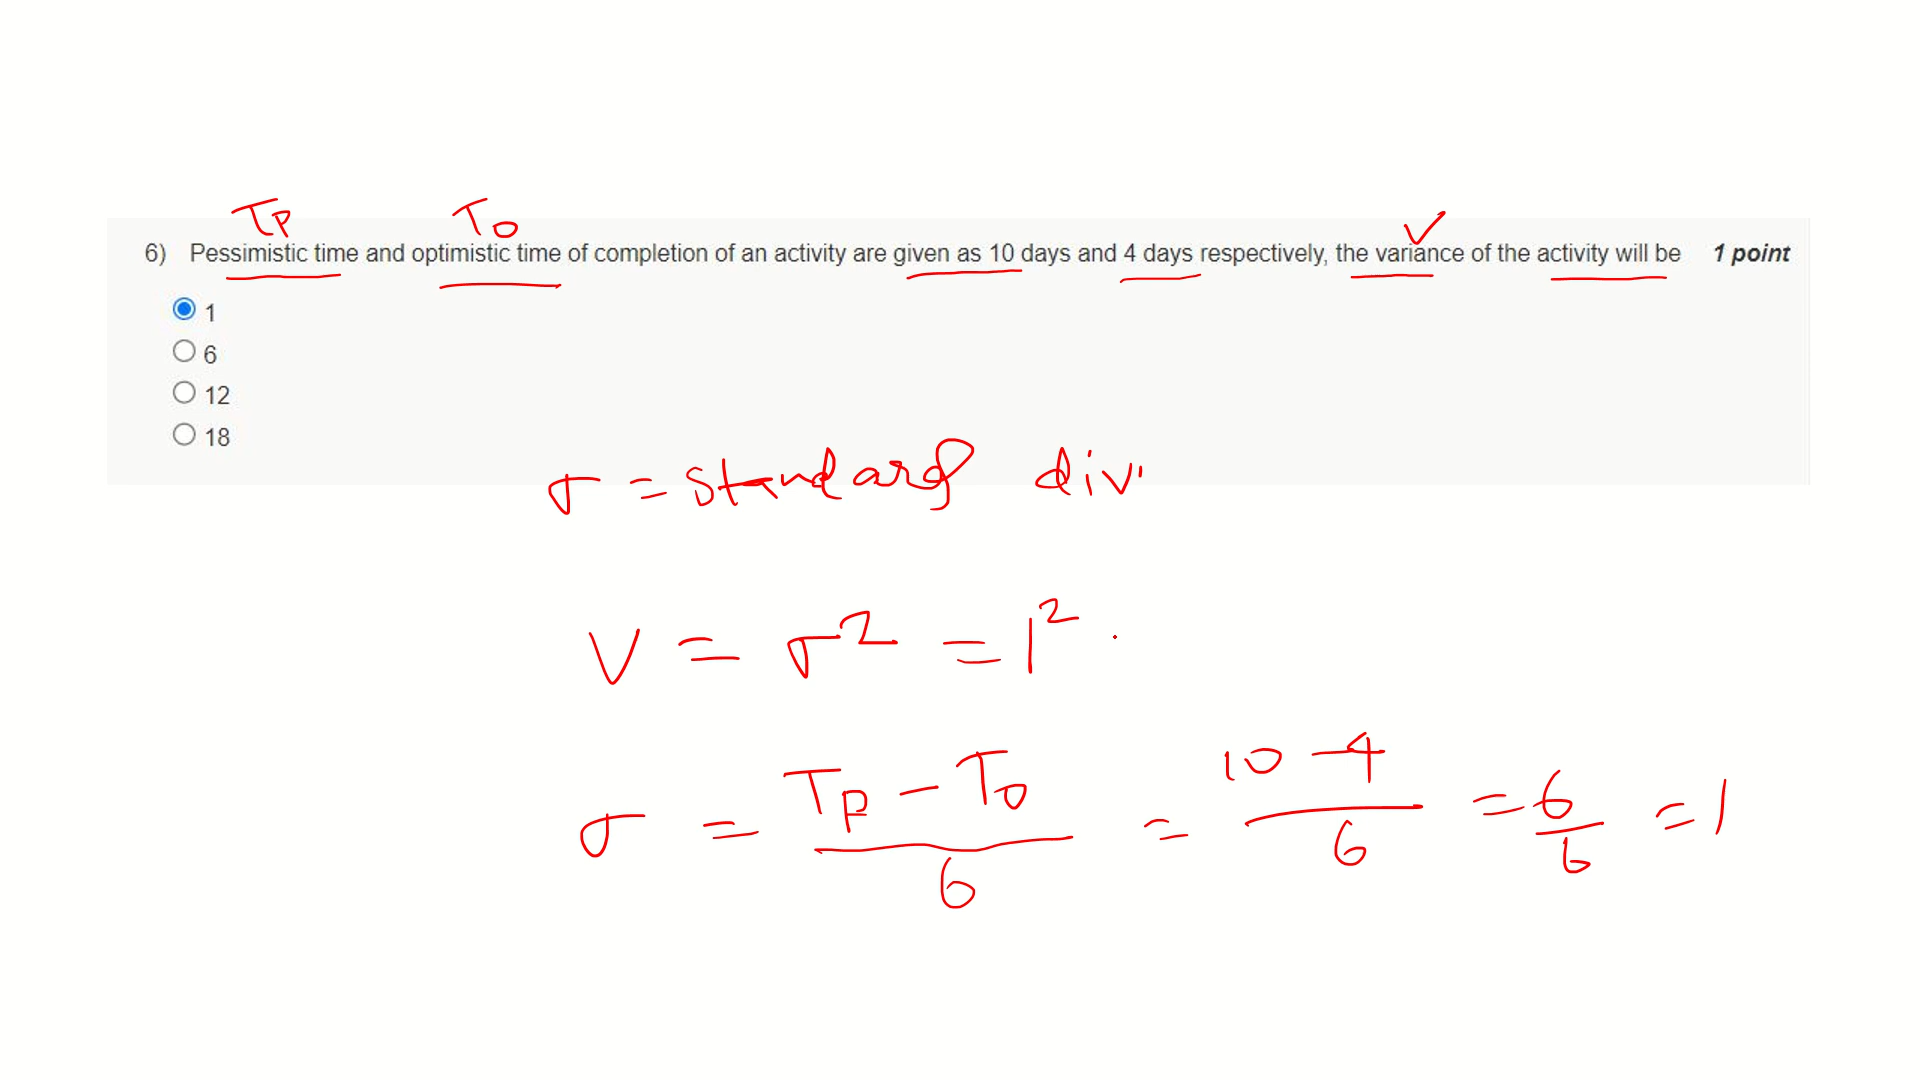 Tp To ✓
6) Pessimistic time and optimistic time of completion of an activity are given as 10 days and 4 days respectively, the variance of the activity will be 1 point
1
6
12
18
σ = standard div
V = σ² = 1² .
σ = (Tp - To)/6 = (10 - 4)/6 = 6/6 = 1